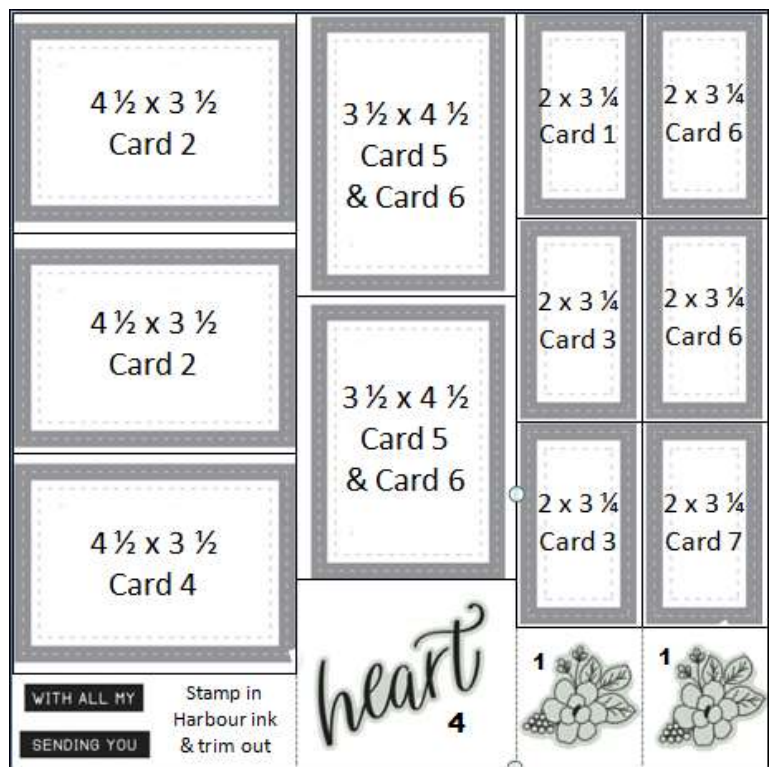 4 ½ x 3 ½
Card 2
4 ½ x 3 ½
Card 2
4 ½ x 3 ½
Card 4
WITH ALL MY
SENDING YOU
Stamp in
Harbour ink
& trim out
3 ½ x 4 ½
Card 5
& Card 6
3 ½ x 4 ½
Card 5
& Card 6
heart
4
2 x 3 ¼
Card 1
2 x 3 ¼
Card 3
2 x 3 ¼
Card 3
1
2 x 3 ¼
Card 6
2 x 3 ¼
Card 6
2 x 3 ¼
Card 7
1